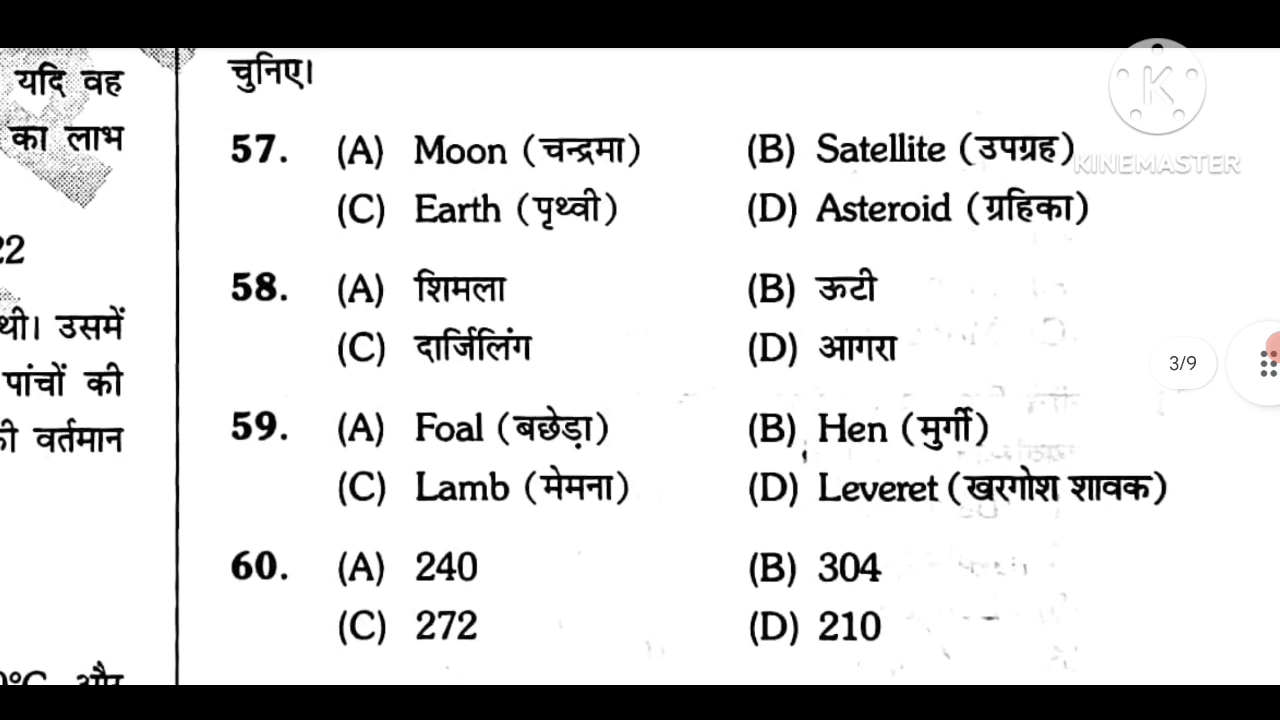 यदि वह
का लाभ
22
थी। उसमें
पांचों की
की वर्तमान
और
चुनिए।
57. (A) Moon (चन्द्रमा) (B) Satellite (उपग्रह)
(C) Earth (पृथ्वी) (D) Asteroid (ग्रहिका)
58. (A) शिमला (B) ऊटी
(C) दार्जिलिंग (D) आगरा
59. (A) Foal (बछेड़ा) (B) Hen (मुर्गी)
(C) Lamb (मेमना) (D) Leveret (खरगोश शावक)
60. (A) 240 (B) 304
(C) 272 (D) 210
KINEMASTER
3/9